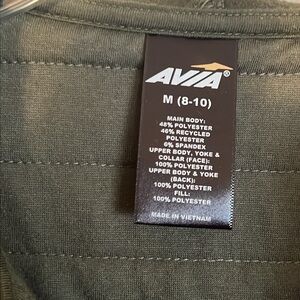 AVIA®
M (8-10)
MAIN BODY:
48% POLYESTER
46% RECYCLED
POLYESTER
6% SPANDEX
UPPER BODY, YOKE &
COLLAR (FACE):
100% POLYESTER
UPPER BODY & YOKE
(BACK):
100% POLYESTER
FILL:
100% POLYESTER
MADE IN VIETNAM